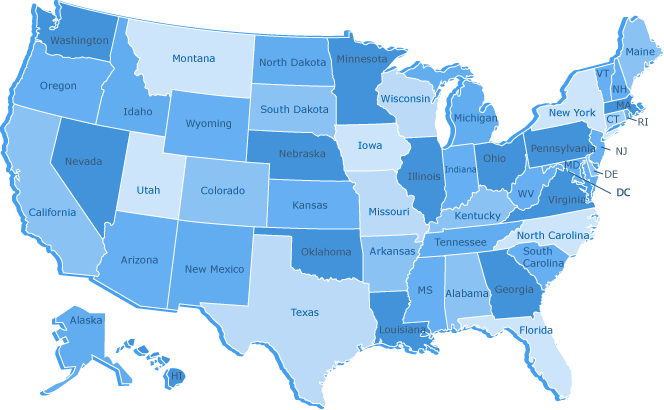 Washington
Montana
North Dakota
Minnesota
Maine
VT
NH
Oregon
Idaho
Wyoming
South Dakota
Wisconsin
Michigan
New York
MA
CT
RI
Nevada
Nebraska
Iowa
Illinois
Indiana
Ohio
Pennsylvania
NJ
MD
DE
DC
Utah
Colorado
Kansas
Missouri
Kentucky
WV
Virginia
California
Arizona
New Mexico
Oklahoma
Arkansas
Tennessee
North Carolina
South
Carolina
Texas
Louisiana
MS
Alabama
Georgia
Florida
Alaska
HI